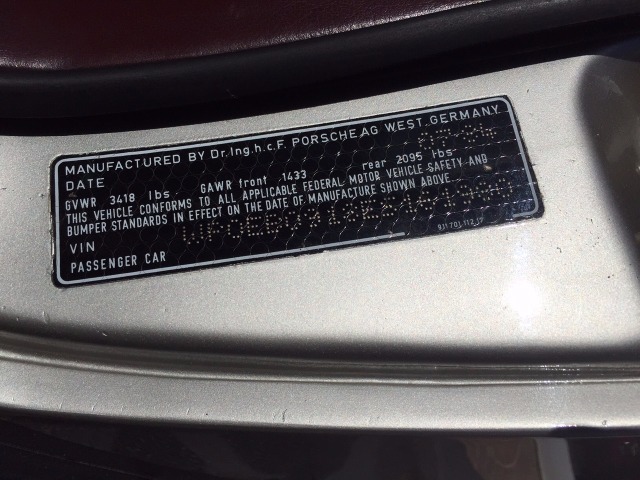 MANUFACTURED BY Dr.Ing.h.c.F. PORSCHE AG WEST GERMANY
DATE 07-84
GVWR 3418 lbs GAWR front 1433 rear 2095 lbs
THIS VEHICLE CONFORMS TO ALL APPLICABLE FEDERAL MOTOR VEHICLE SAFETY AND
BUMPER STANDARDS IN EFFECT ON DATE OF MANUFACTURE SHOWN ABOVE
VIN
PASSENGER CAR